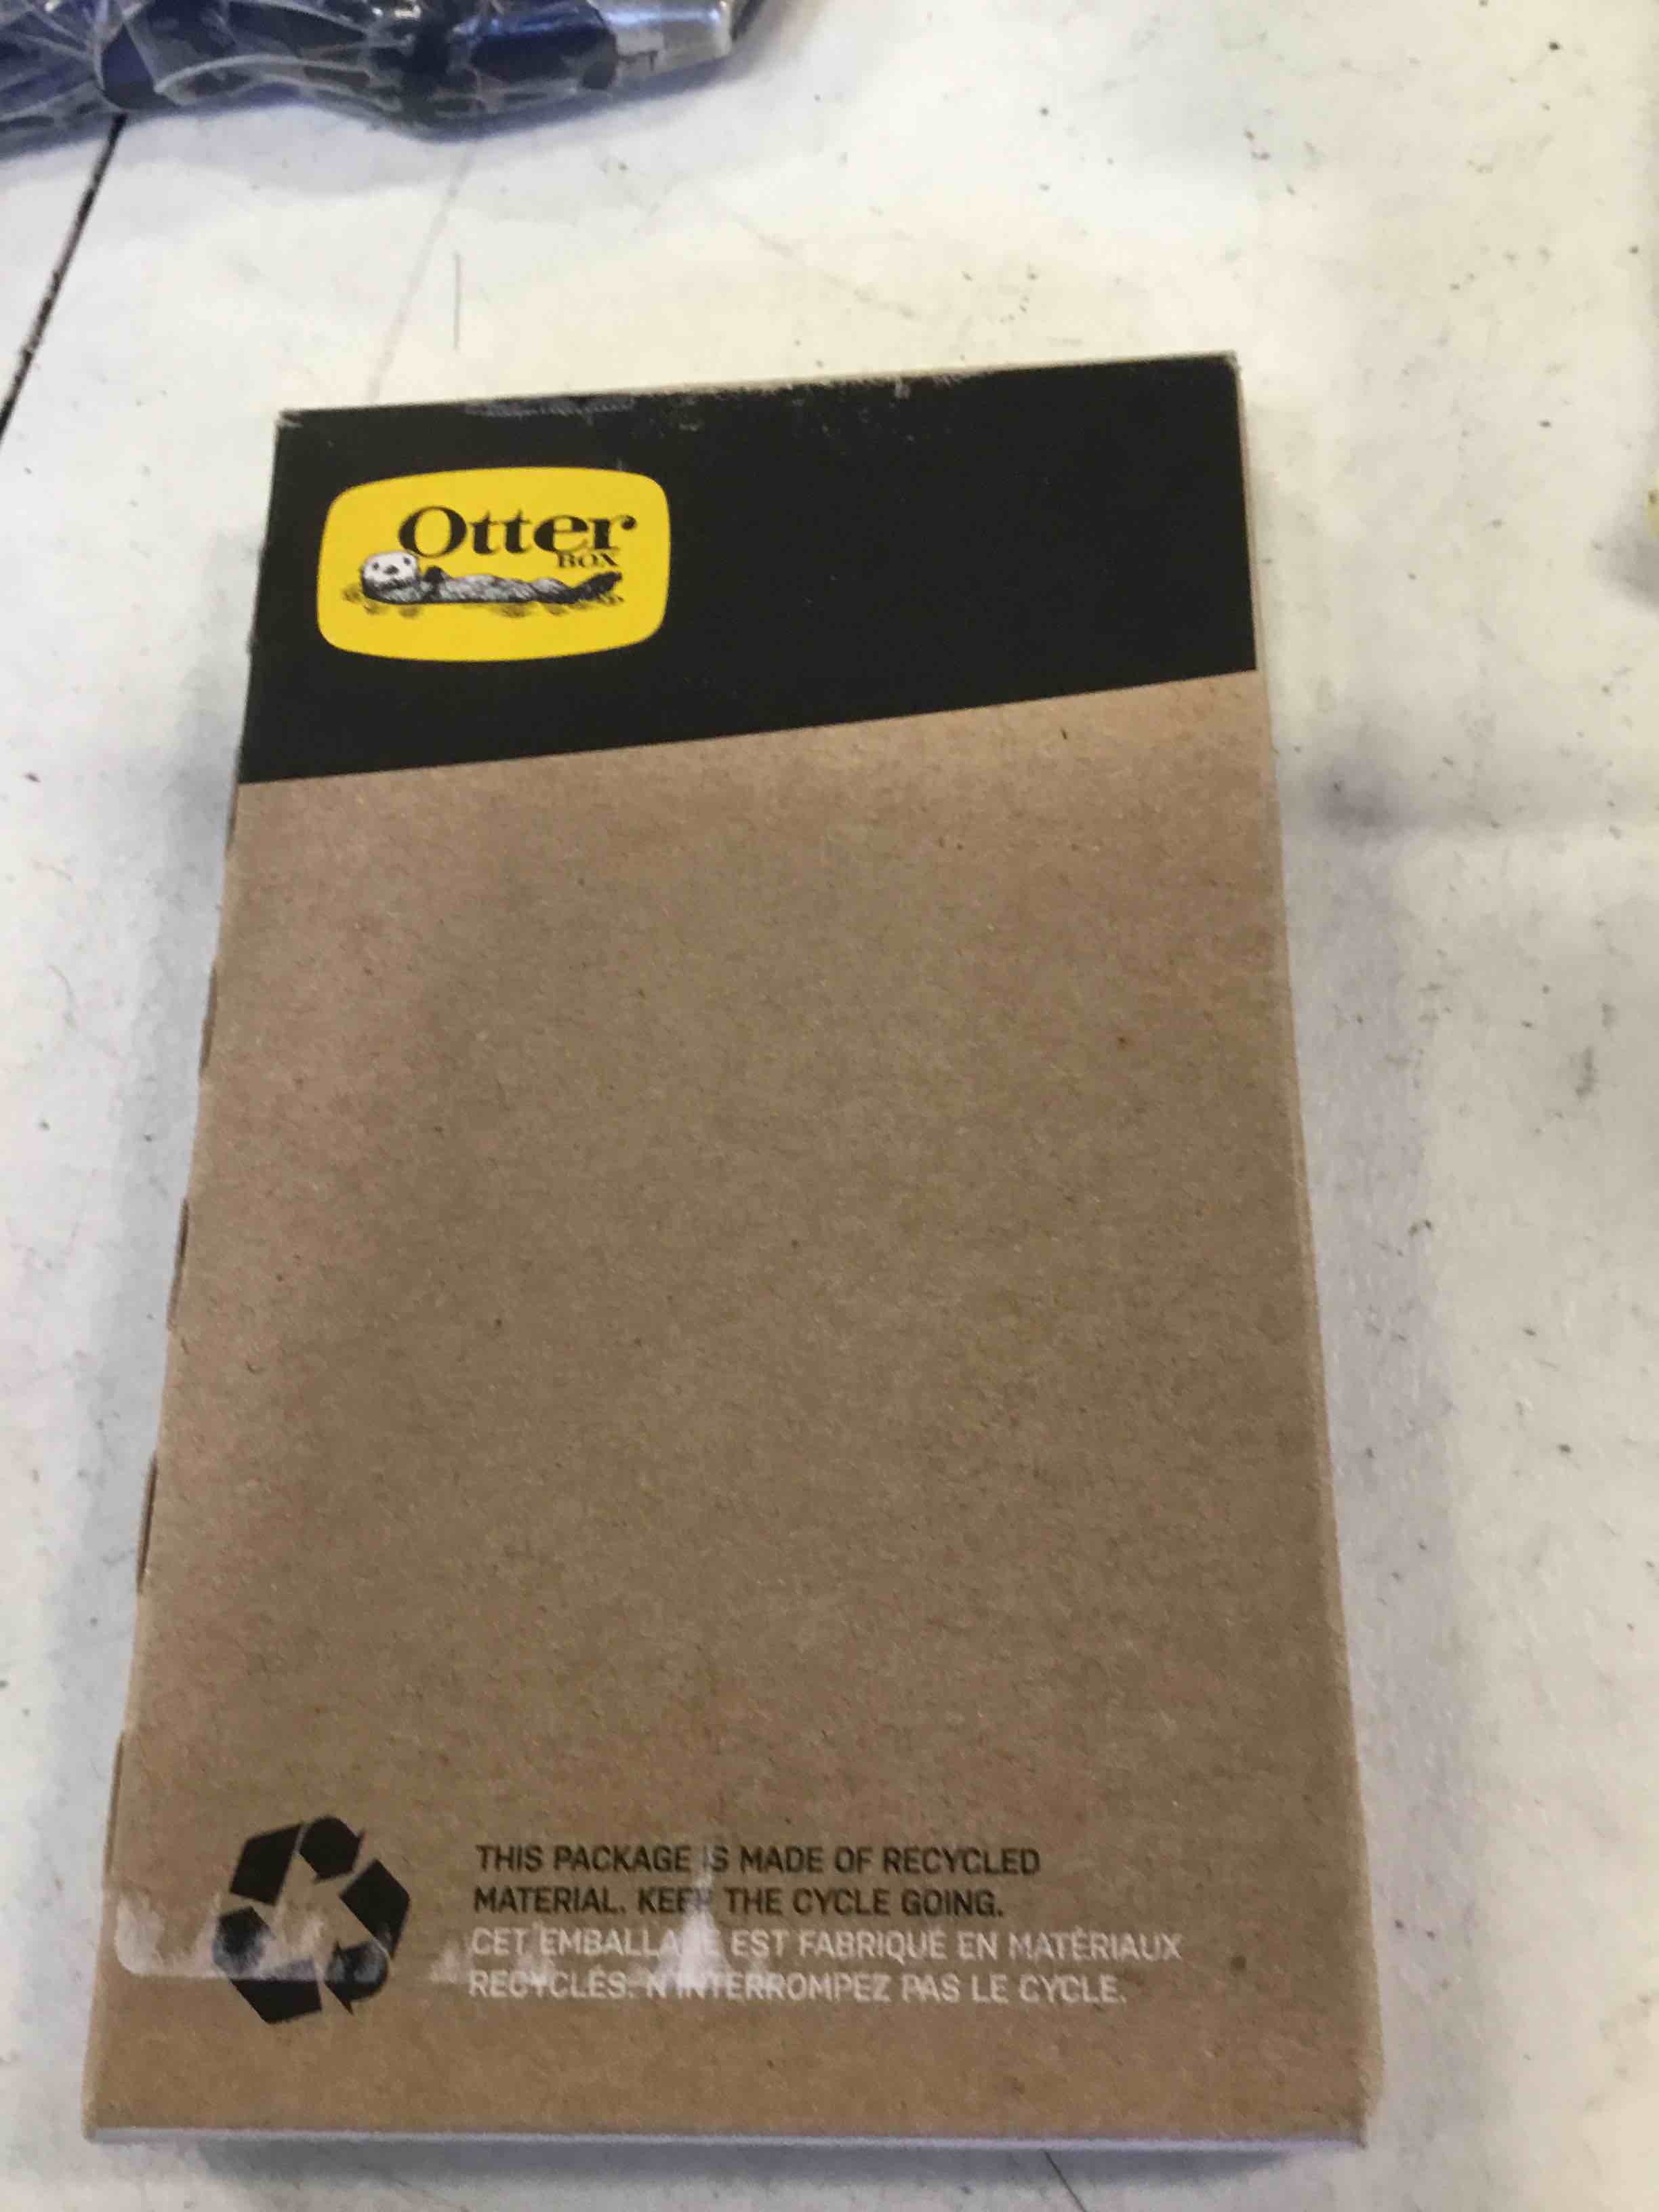 Otter
BOX
THIS PACKAGE IS MADE OF RECYCLED
MATERIAL. KEEP THE CYCLE GOING.
CET EMBALLAGE EST FABRIQUÉ EN MATÉRIAUX
RECYCLÉS. N'INTERROMPEZ PAS LE CYCLE.